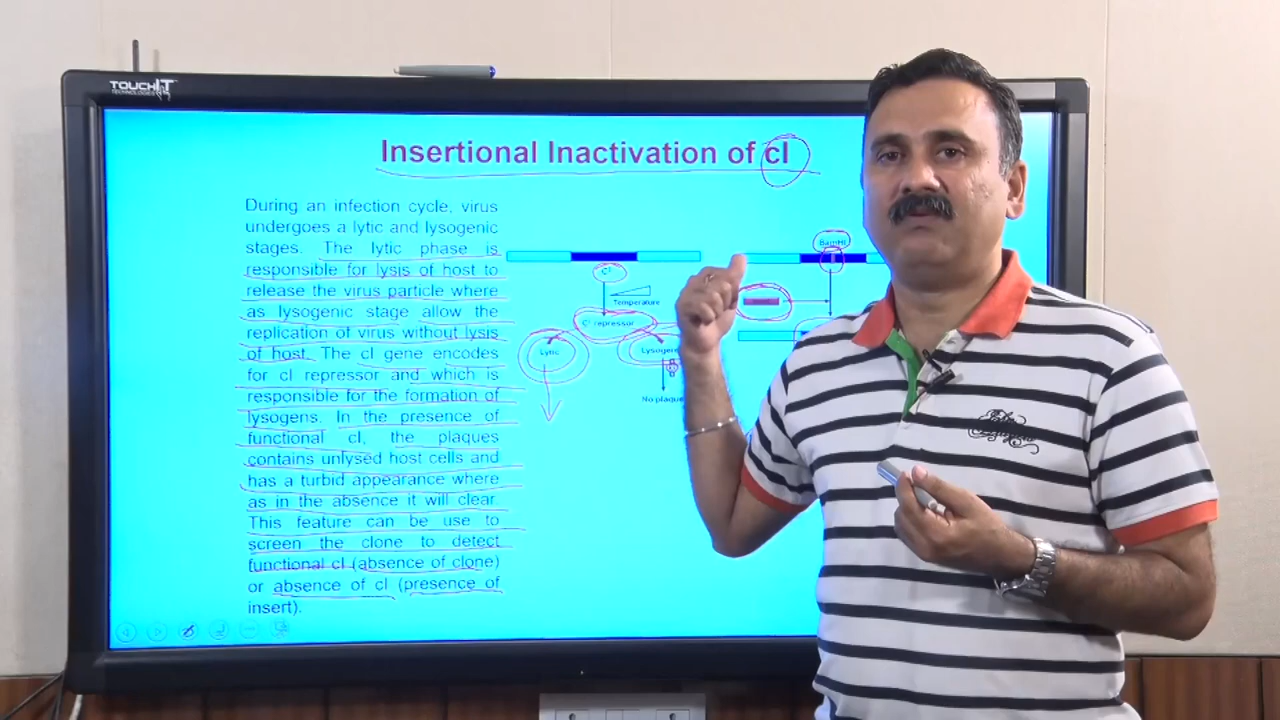 TOUCHIT
TECHNOLOGIES
Insertional Inactivation of cI
During an infection cycle, virus
undergoes a lytic and lysogenic
stages. The lytic phase is
responsible for lysis of host to
release the virus particle where
as lysogenic stage allow the
replication of virus without lysis
of host. The cI gene encodes
for cI repressor and which is
responsible for the formation of
lysogens. In the presence of
functional cI, the plaques
contains unlysed host cells and
has a turbid appearance where
as in the absence it will clear.
This feature can be use to
screen the clone to detect
functional cI (absence of clone)
or absence of cI (presence of
insert).
BamHI
Temperature
repressor
Lytic
No plaque